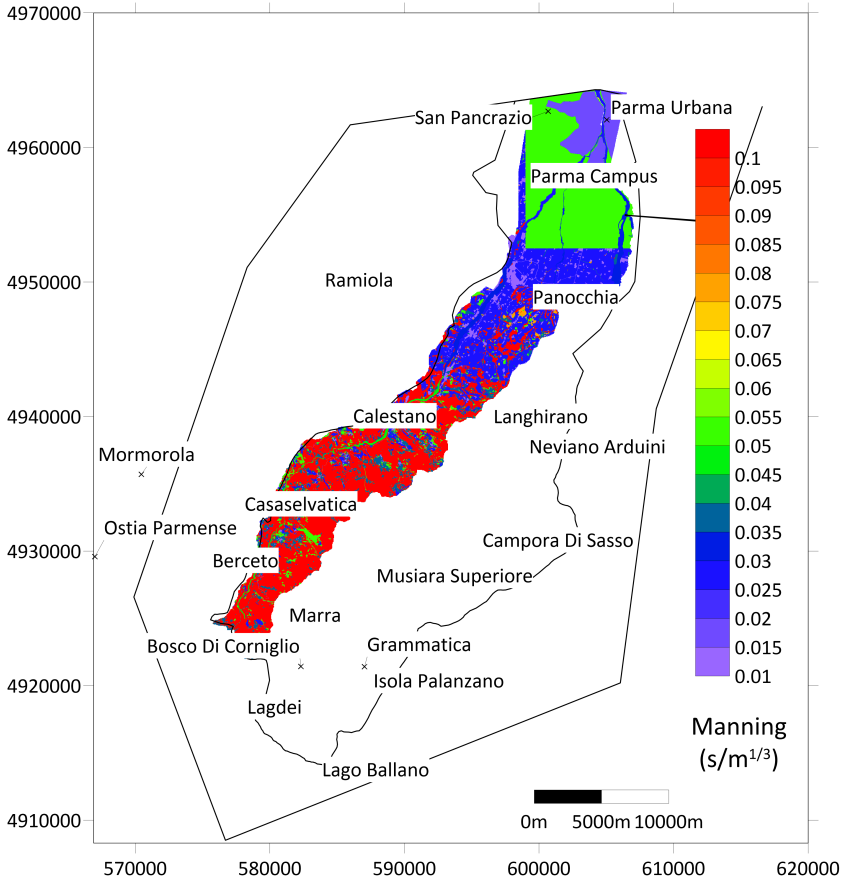 4970000
Parma Urbana
San Pancrazio
4960000
0.1
Parma Campus
0.095
0.09
0.085
4950000
Ramiola
0.08
Panocchia
0.075
0.07
0.065
0.06
4940000
Calestano
Langhirano
0.055
Neviano Arduini
0.05
Mormorola
0.045
Casaselvatica
0.04
Ostia Parmense
0.035
Campora Di Sasso
4930000
Berceto
0.03
Musiara Superiore
0.025
Marra
0.02
Bosco Di Corniglio
Grammatica
0.015
0.01
4920000
Isola Palanzano
Lagdei
Manning
(s/m1/3)
Lago Ballano
4910000
0m
5000m
10000m
570000
580000
590000
600000
610000
620000